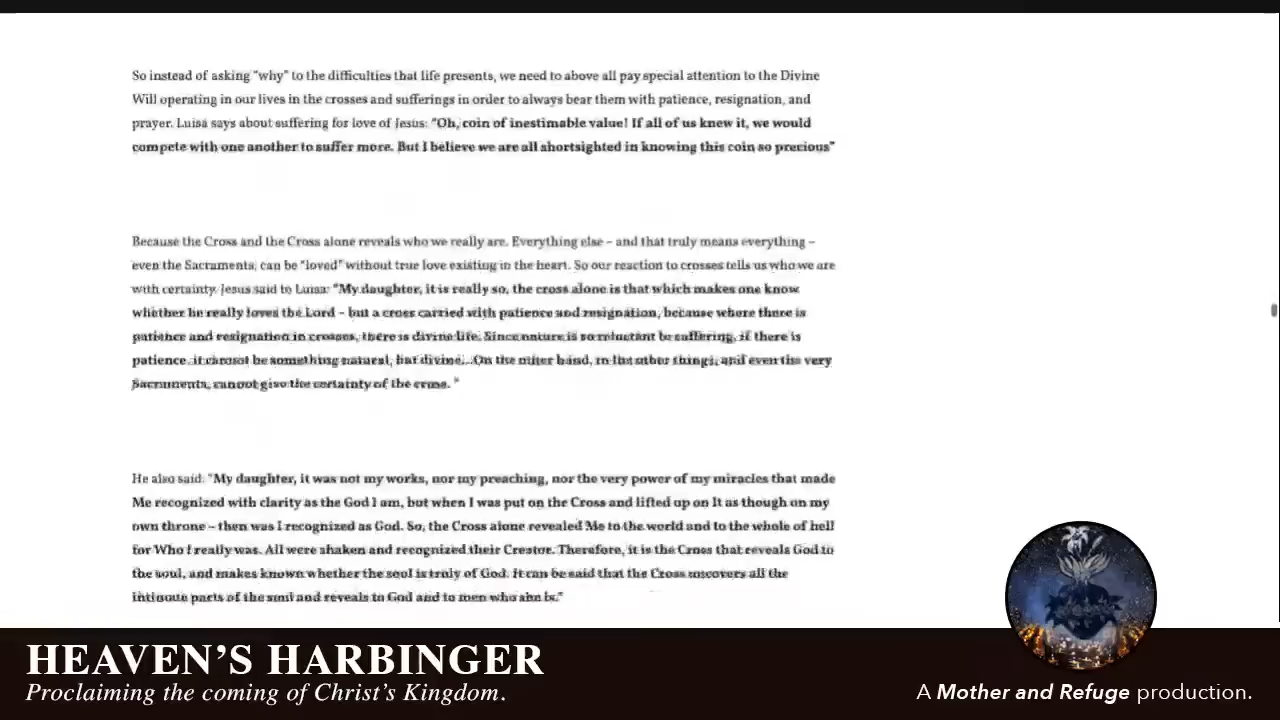 So instead of asking "why" to the difficulties that life presents, we need to above all pay special attention to the Divine
Will operating in our lives in the crosses and sufferings in order to always bear them with patience, resignation, and
prayer. Luisa says about suffering for love of Jesus: "Oh, coin of inestimable value! If all of us knew it, we would
compete with one another to suffer more. But I believe we are all shortsighted in knowing this coin so precious"
Because the Cross and the Cross alone reveals who we really are. Everything else – and that truly means everything –
even the Sacraments, can be "loved" without true love existing in the heart. So our reaction to crosses tells us who we are
with certainty. Jesus said to Luisa: "My daughter, it is really so, the cross alone is that which makes one know
whether he really loves the Lord – but a cross carried with patience and resignation, because where there is
patience and resignation in crosses, there is divine life. Since nature is so reluctant to suffering, if there is
patience, it cannot be something natural, but divine... On the other hand, in the other things, and even the very
Sacraments, cannot give the certainty of the cross."
He also said: "My daughter, it was not my works, nor my preaching, nor the very power of my miracles that made
Me recognized with clarity as the God I am, but when I was put on the Cross and lifted up on It as though on my
own throne – then was I recognized as God. So, the Cross alone revealed Me to the world and to the whole of hell
for Who I really was. All were shaken and recognized their Creator. Therefore, it is the Cross that reveals God to
the soul, and makes known whether the soul is truly of God. It can be said that the Cross uncovers all the
intimate parts of the soul and reveals to God and to men who she is."
HEAVEN'S HARBINGER
Proclaiming the coming of Christ's Kingdom.
A Mother and Refuge production.